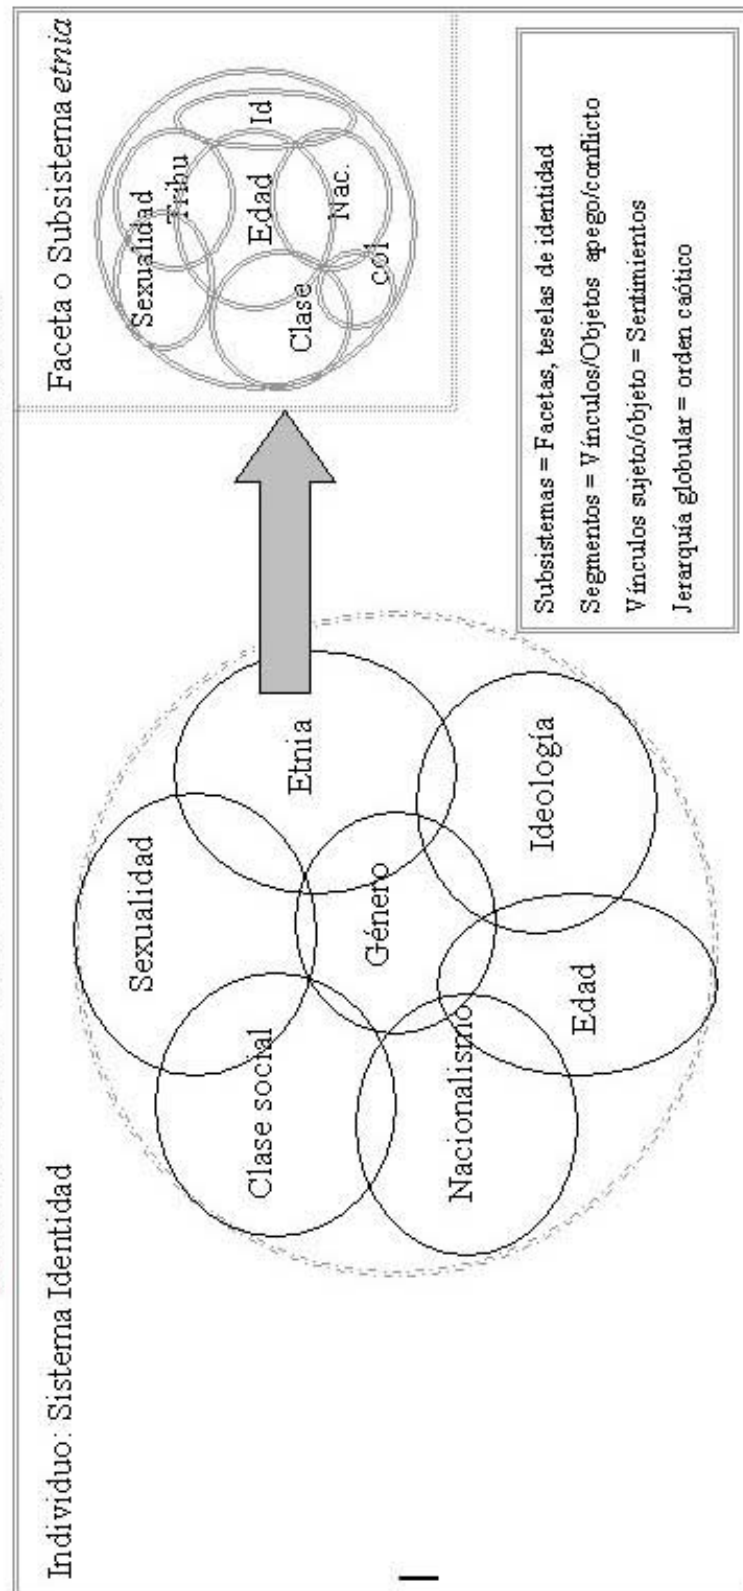 Individuo: Sistema Identidad
Sexualidad
Clase social
Etnia
Género
Nacionalismo
Edad
Ideología
Faceta o Subsistema etnia
Sexualidad
Tribu
Id
Edad
Clase
Nac.
col
Subsistemas = Facetas, teselas de identidad
Segmentos = Vínculos/Objetos apego/conflicto
Vínculos sujeto/objeto = Sentimientos
Jerarquía globular = orden caótico